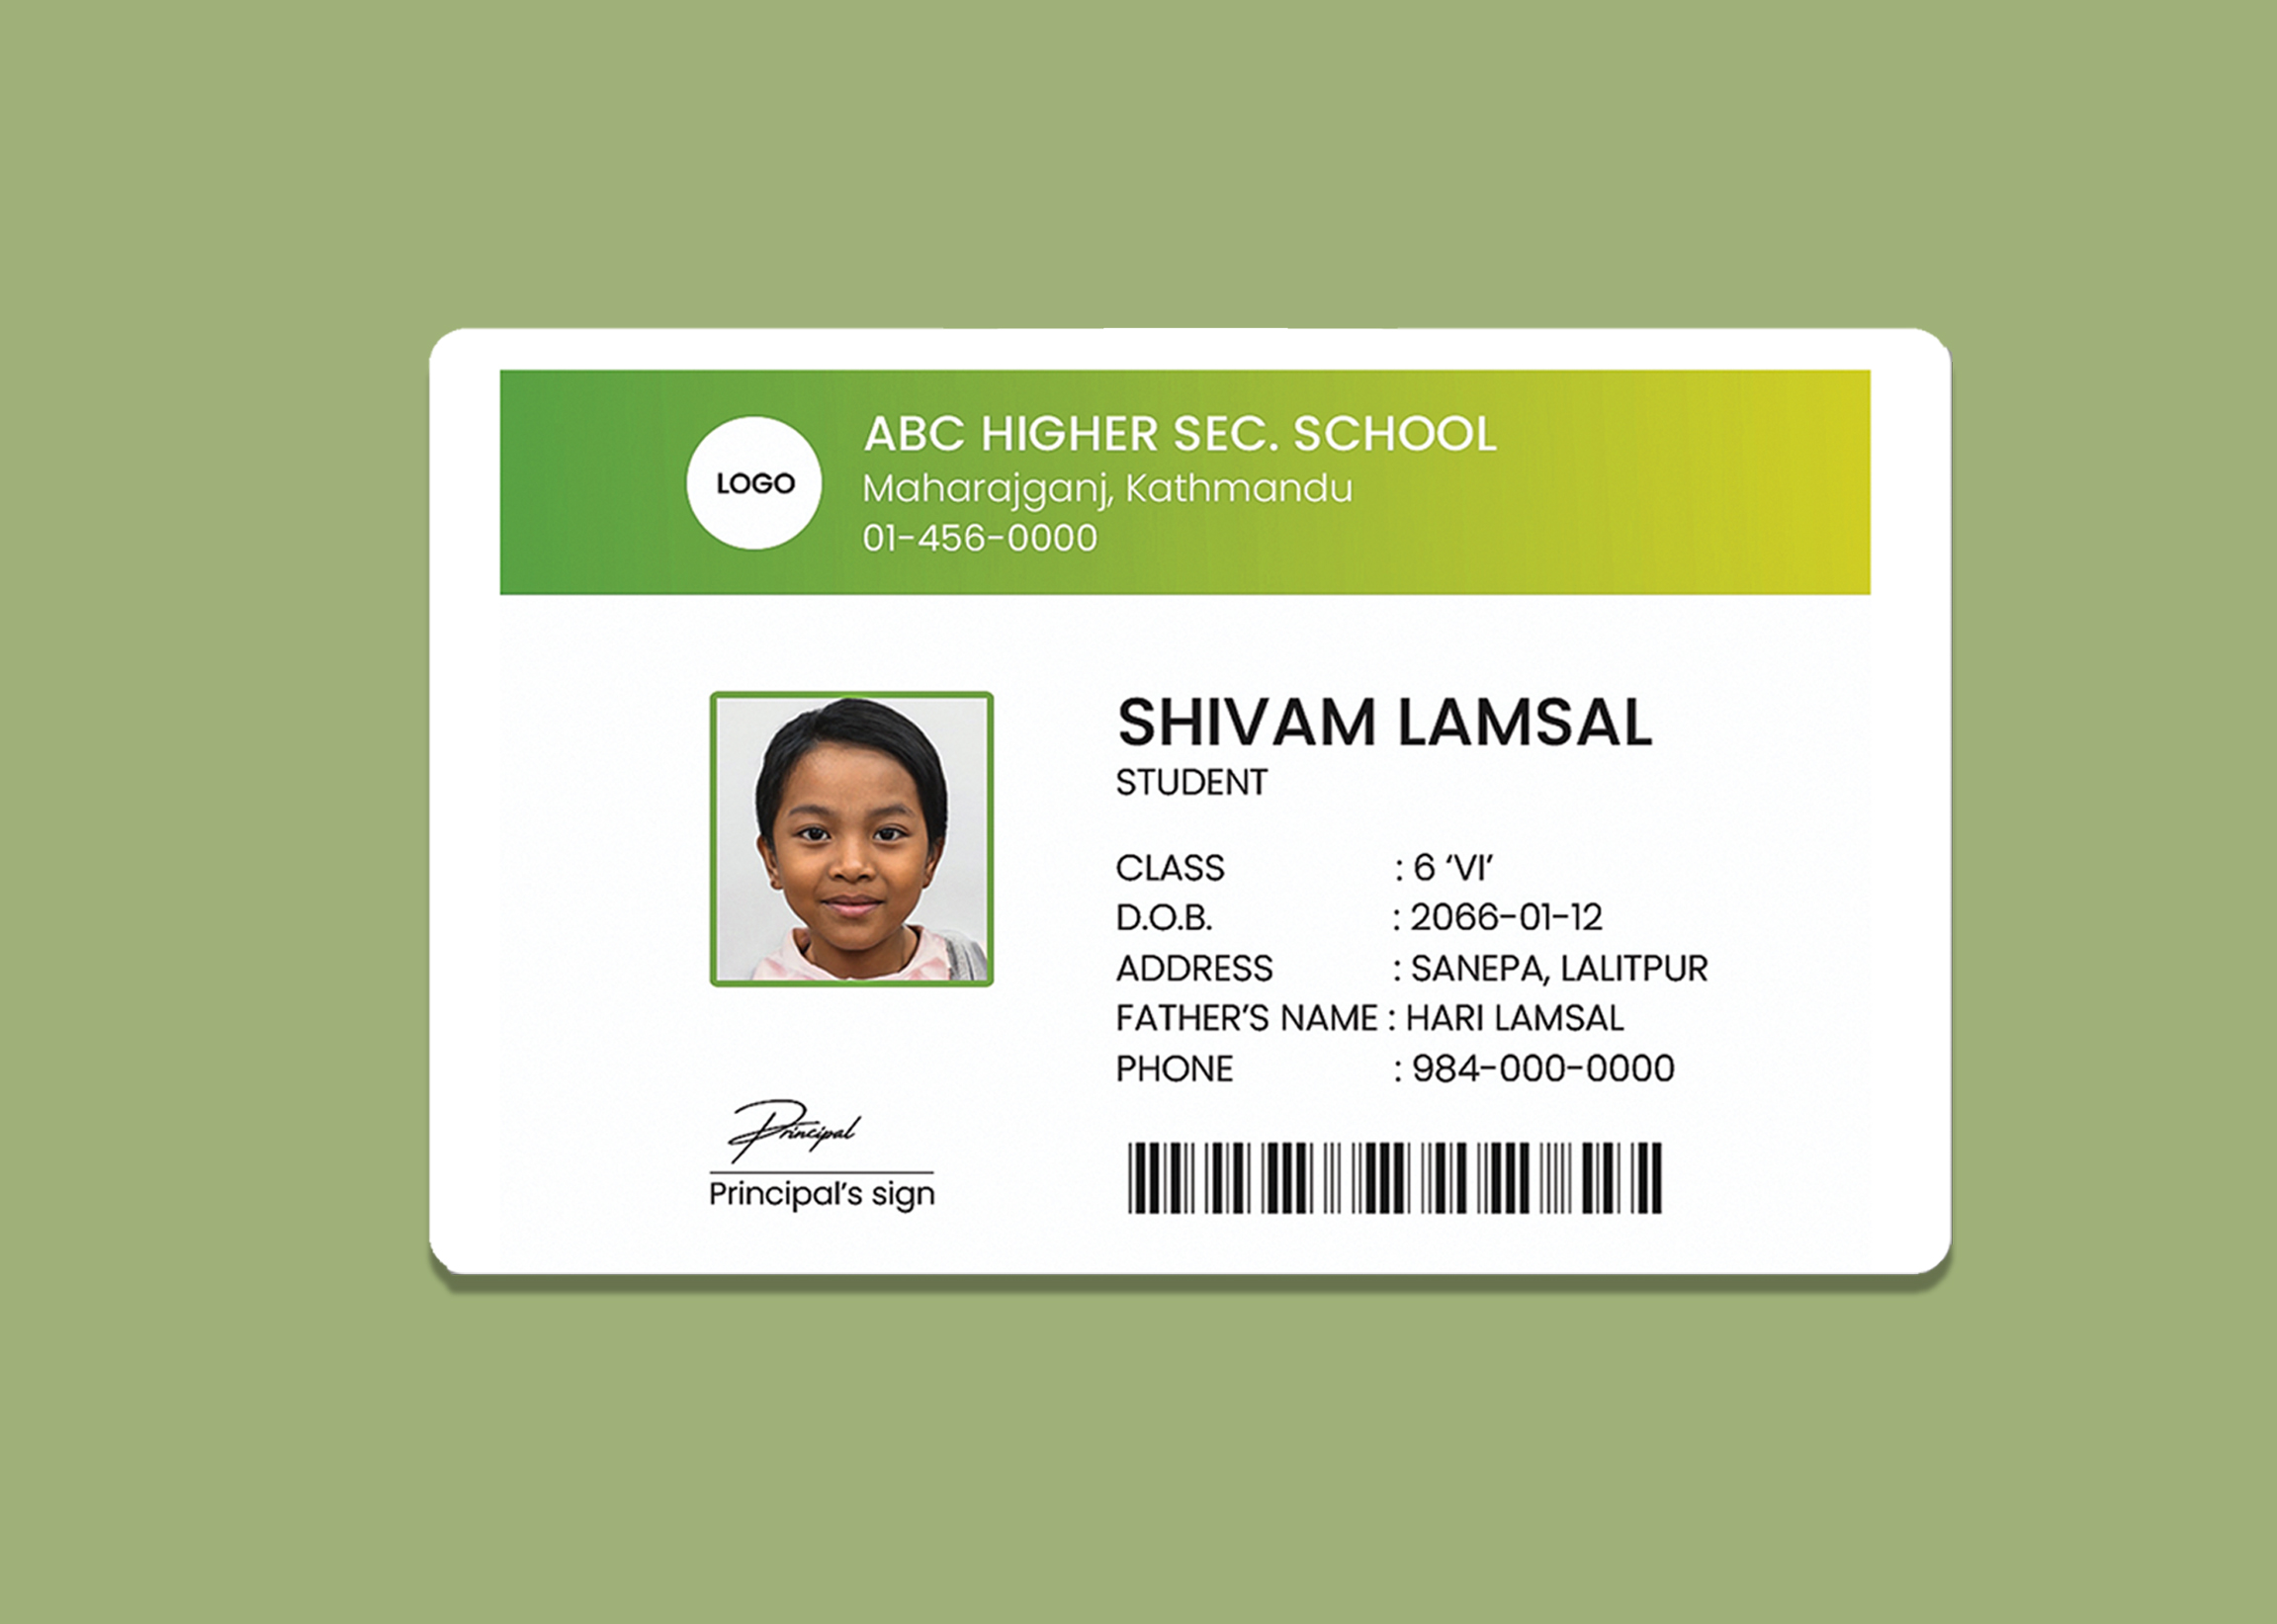 LOGO
ABC HIGHER SEC. SCHOOL
Maharajganj, Kathmandu
01-456-0000
SHIVAM LAMSAL
STUDENT
CLASS : 6 ‘VI’
D.O.B. : 2066-01-12
ADDRESS : SANEPA, LALITPUR
FATHER’S NAME : HARI LAMSAL
PHONE : 984-000-0000
Principal
Principal’s sign